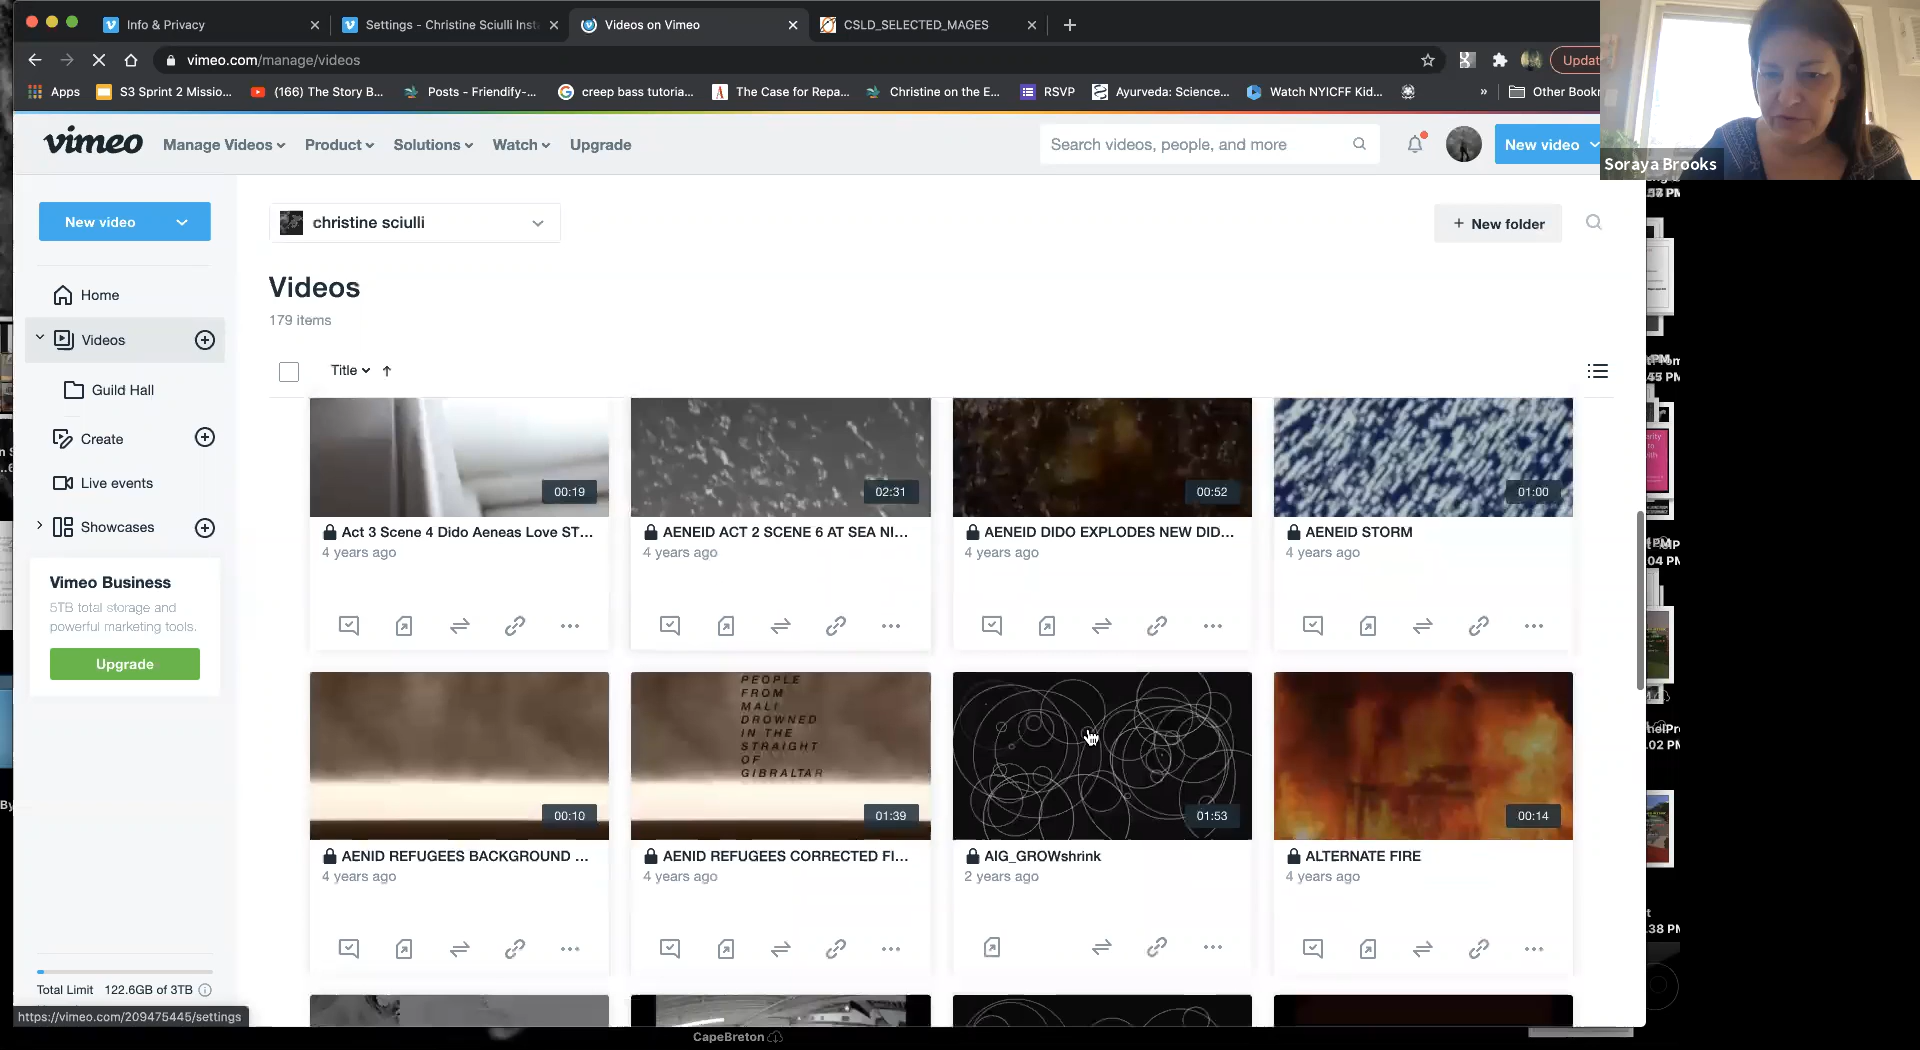 Info & Privacy
Settings - Christine Sciulli Inst
Videos on Vimeo
CSLD_SELECTED_MAGES
vimeo.com/manage/videos
Updat
Apps
S3 Sprint 2 Missio...
(166) The Story B...
Posts - Friendify-...
creep bass tutoria...
The Case for Repa...
Christine on the E...
RSVP
Ayurveda: Science...
Watch NYICFF Kid...
»
Other Bookr
vimeo
Manage Videos
Product
Solutions
Watch
Upgrade
Search videos, people, and more
New video
Soraya Brooks
New video
christine sciulli
+ New folder
Home
Videos
179 items
Videos
Title
Guild Hall
Create
Live events
Showcases
00:19
02:31
00:52
01:00
Act 3 Scene 4 Dido Aeneas Love ST...
AENEID ACT 2 SCENE 6 AT SEA NI...
AENEID DIDO EXPLODES NEW DID...
AENEID STORM
4 years ago
4 years ago
4 years ago
4 years ago
Vimeo Business
5TB total storage and
powerful marketing tools.
Upgrade
PEOPLE
FROM
MALI
DROWNED
IN THE
STRAIGHT
OF
GIBRALTAR
00:10
01:39
01:53
00:14
AENID REFUGEES BACKGROUND ...
AENID REFUGEES CORRECTED FI...
AIG_GROWshrink
ALTERNATE FIRE
4 years ago
4 years ago
2 years ago
4 years ago
Total Limit 122.6GB of 3TB
https://vimeo.com/209475445/settings
CapeBreton